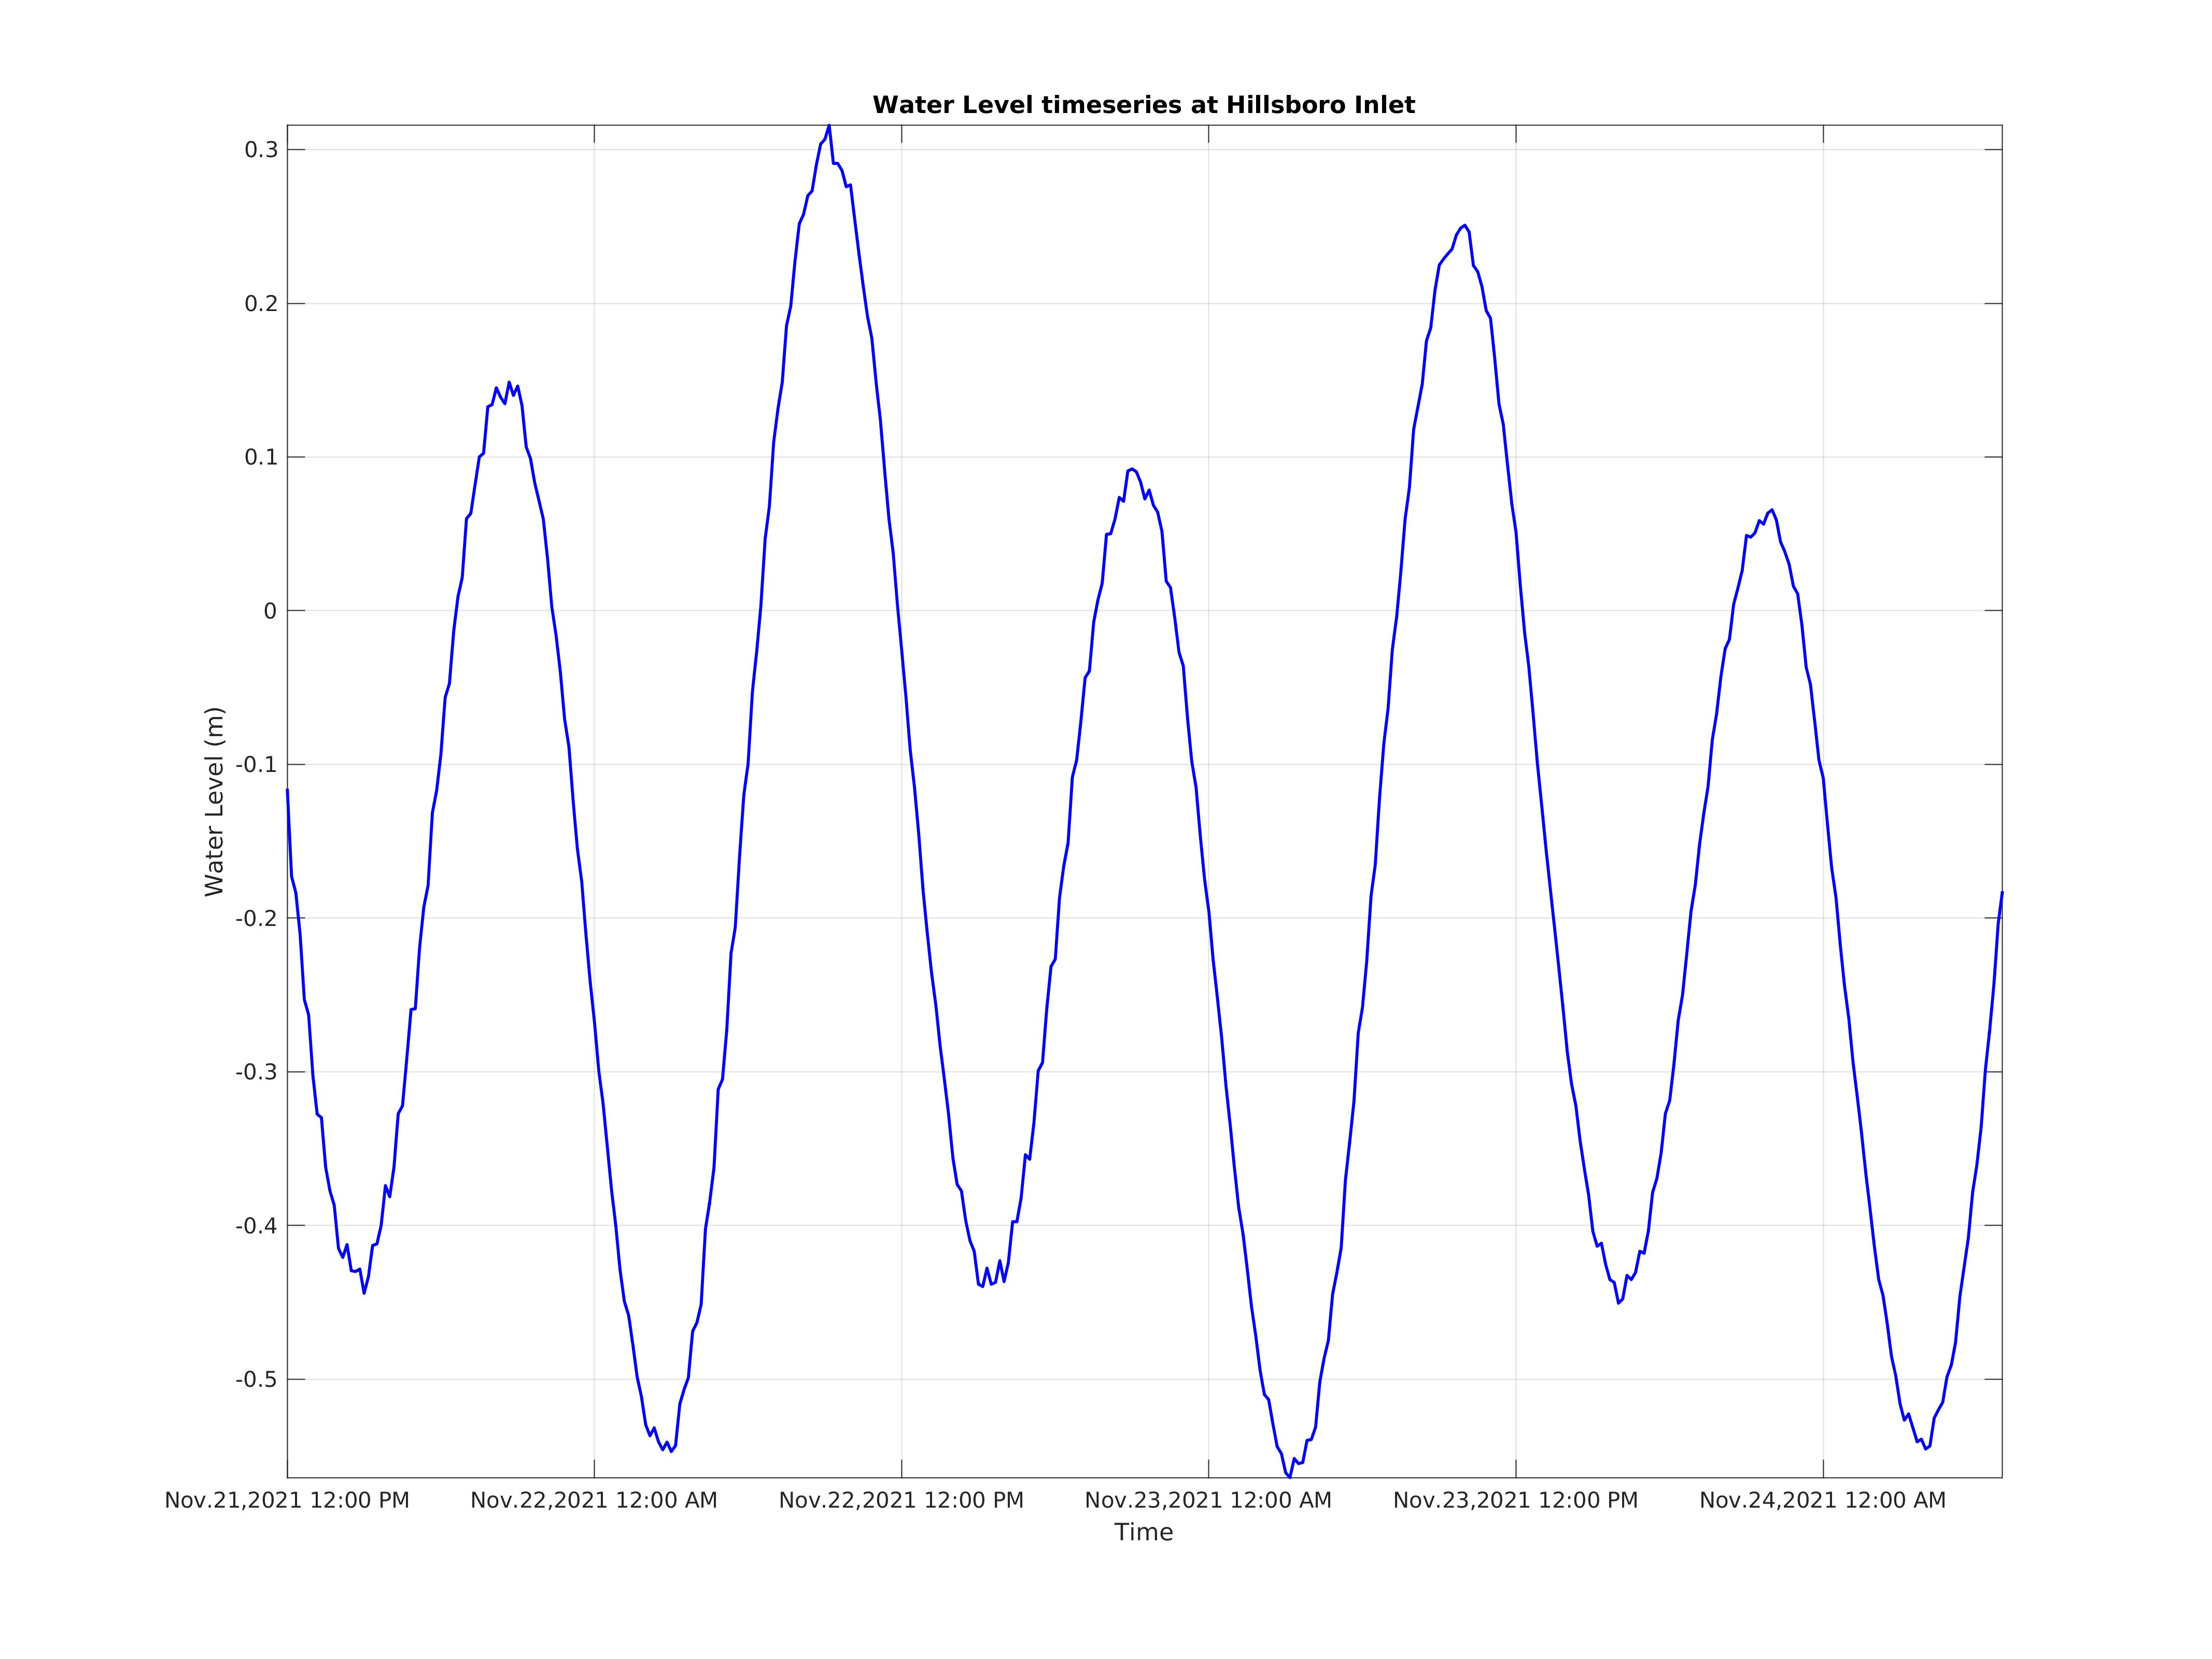 Water Level timeseries at Hillsboro Inlet
0.3
0.2
0.1
0
-0.1
-0.2
-0.3
-0.4
-0.5
Water Level (m)
Nov.21,2021 12:00 PM
Nov.22,2021 12:00 AM
Nov.22,2021 12:00 PM
Nov.23,2021 12:00 AM
Nov.23,2021 12:00 PM
Nov.24,2021 12:00 AM
Time